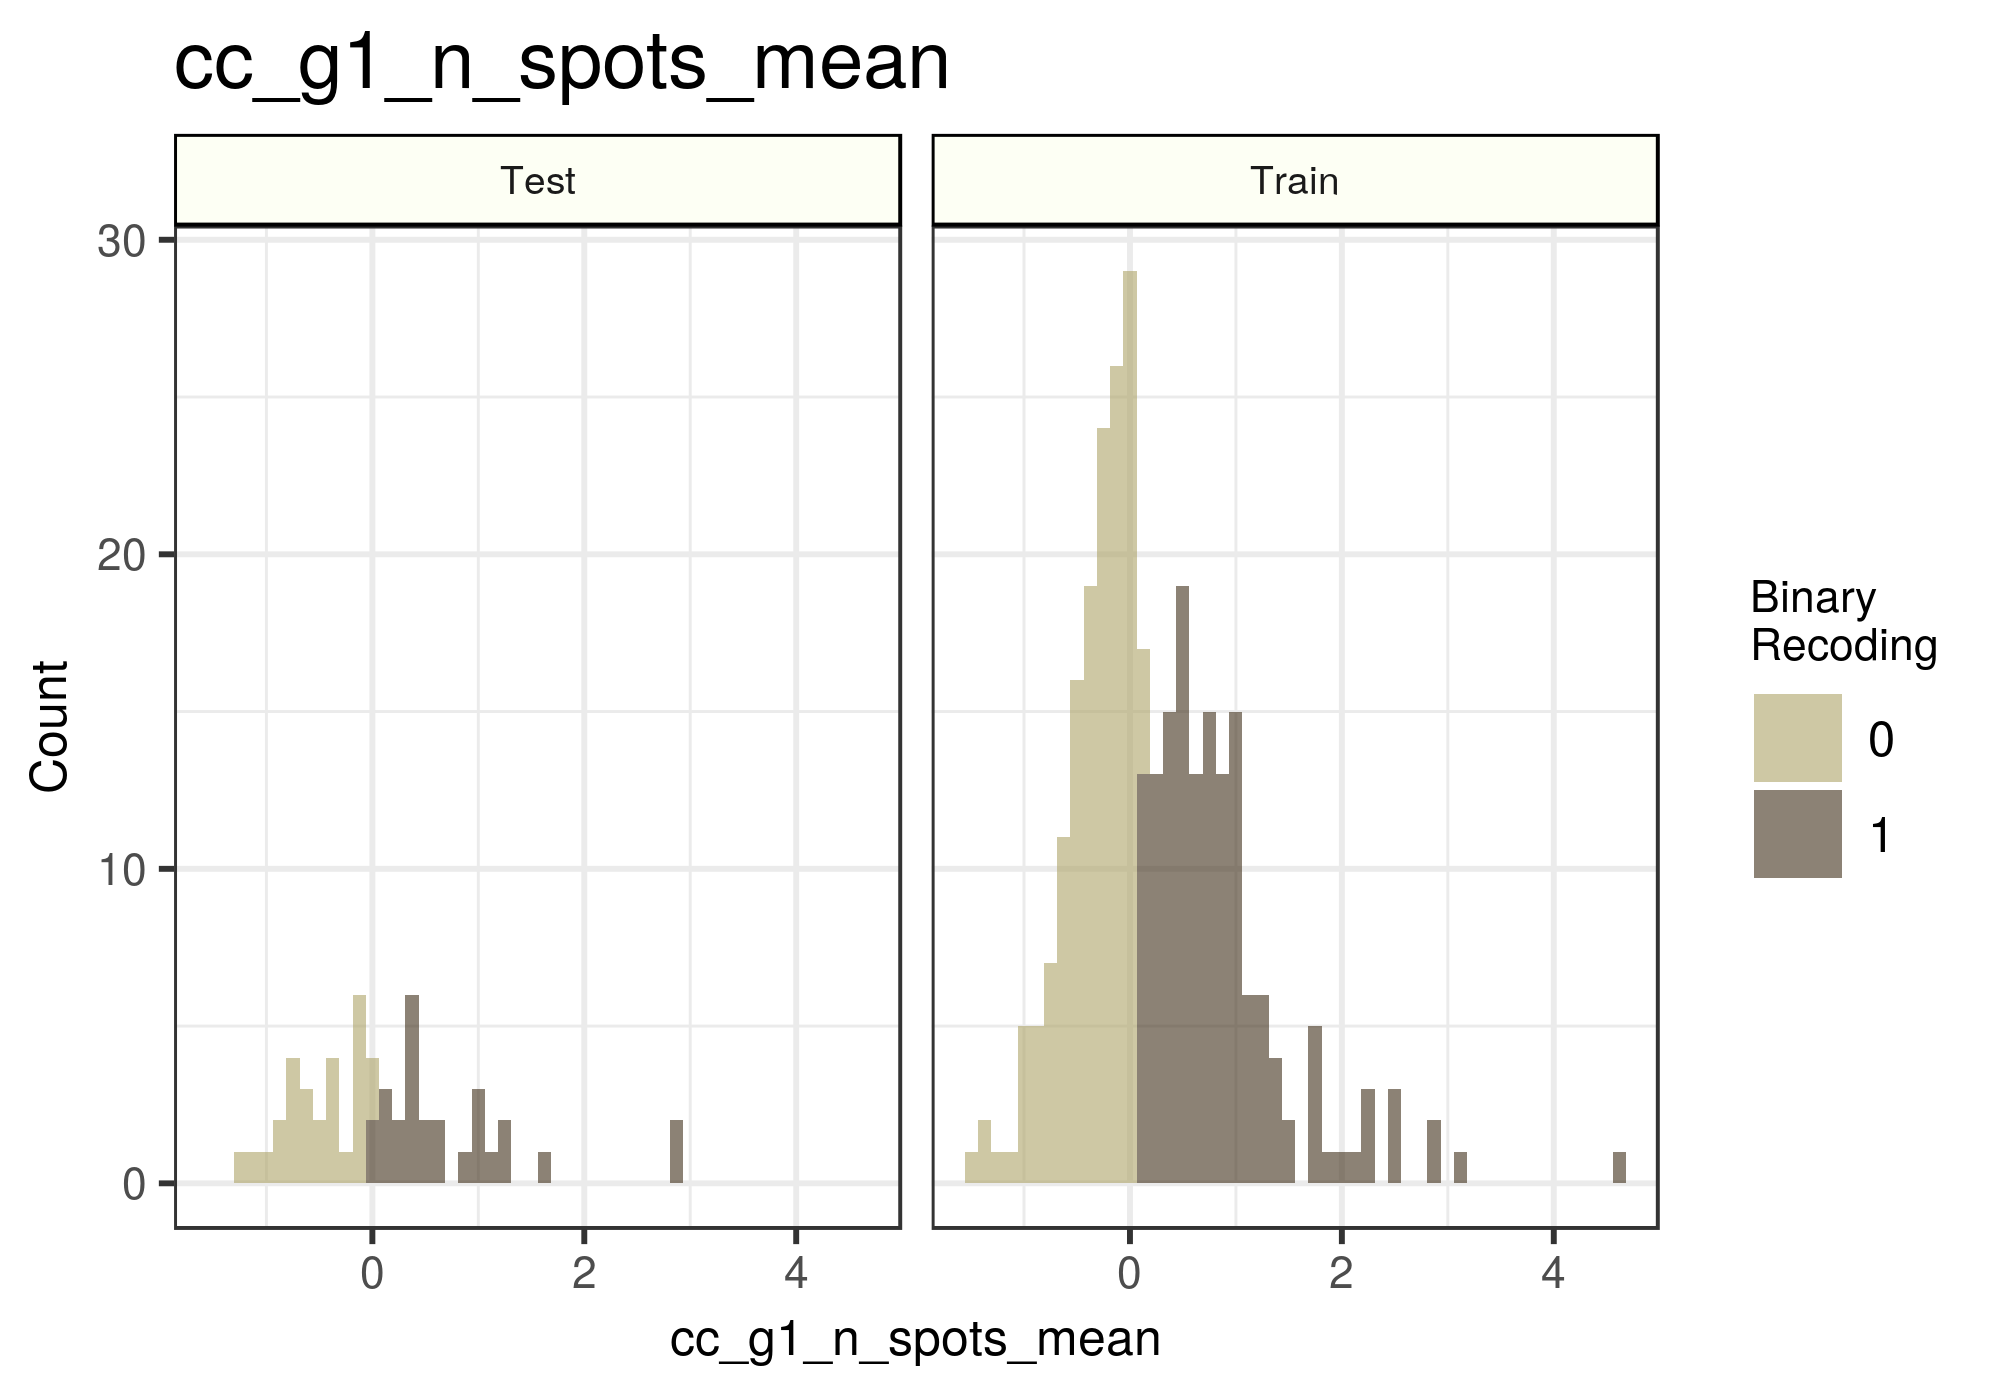 cc_g1_n_spots_mean
Test
Train
30
20
10
0
Count
0
2
4
0
2
4
cc_g1_n_spots_mean
Binary
Recoding
0
1